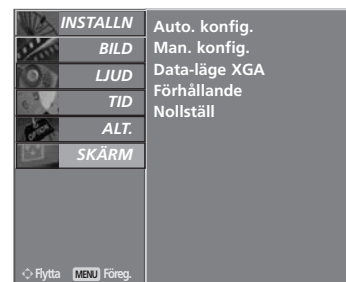 INSTALLN
BILD
LJUD
TID
ALT.
SKÄRM
Auto. konfig.
Man. konfig.
Data-läge XGA
Förhållande
Nollställ
Flytta MENU Föreg.